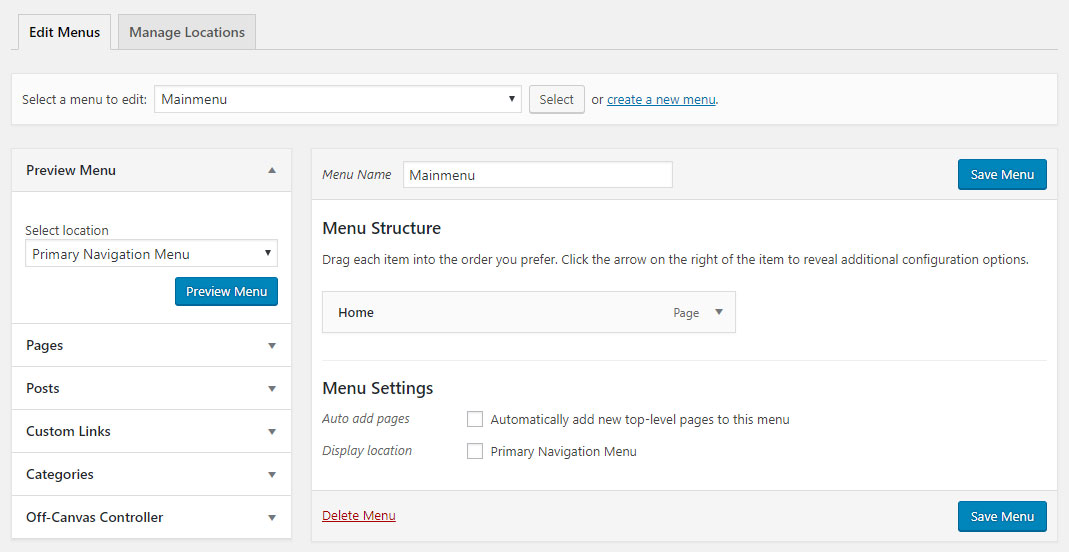 Edit Menus
Manage Locations
Select a menu to edit: Mainmenu Select or create a new menu.
Preview Menu
Select location
Primary Navigation Menu
Preview Menu
Pages
Posts
Custom Links
Categories
Off-Canvas Controller
Menu Name Mainmenu Save Menu
Menu Structure
Drag each item into the order you prefer. Click the arrow on the right of the item to reveal additional configuration options.
Home Page
Menu Settings
Auto add pages Automatically add new top-level pages to this menu
Display location Primary Navigation Menu
Delete Menu Save Menu